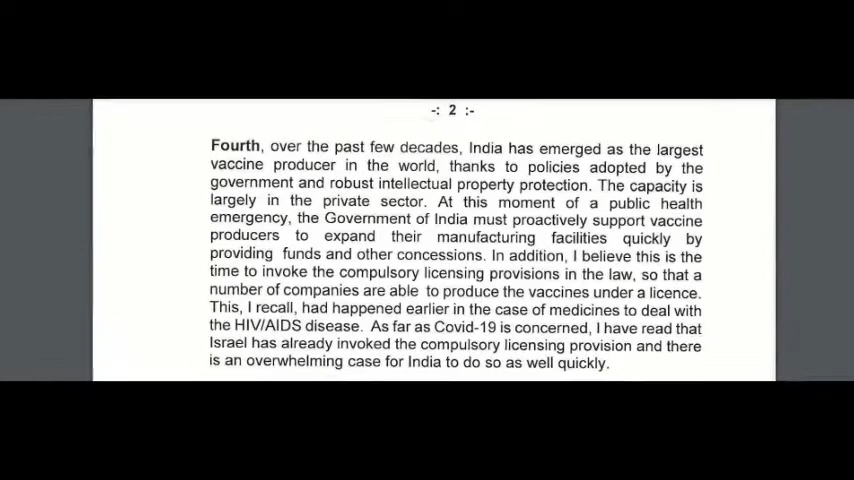 -: 2 :-
Fourth, over the past few decades, India has emerged as the largest
vaccine producer in the world, thanks to policies adopted by the
government and robust intellectual property protection. The capacity is
largely in the private sector. At this moment of a public health
emergency, the Government of India must proactively support vaccine
producers to expand their manufacturing facilities quickly by
providing funds and other concessions. In addition, I believe this is the
time to invoke the compulsory licensing provisions in the law, so that a
number of companies are able to produce the vaccines under a licence.
This, I recall, had happened earlier in the case of medicines to deal with
the HIV/AIDS disease. As far as Covid-19 is concerned, I have read that
Israel has already invoked the compulsory licensing provision and there
is an overwhelming case for India to do so as well quickly.